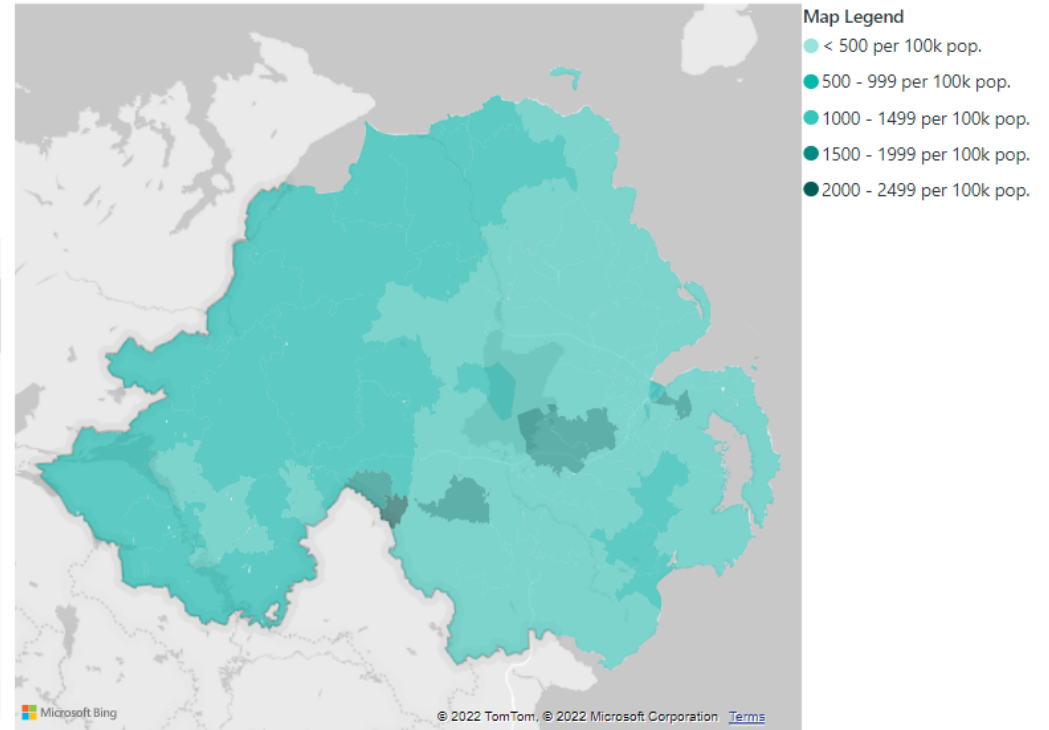 Map Legend
< 500 per 100k pop.
500 - 999 per 100k pop.
1000 - 1499 per 100k pop.
1500 - 1999 per 100k pop.
2000 - 2499 per 100k pop.
Microsoft Bing
© 2022 TomTom, © 2022 Microsoft Corporation Terms